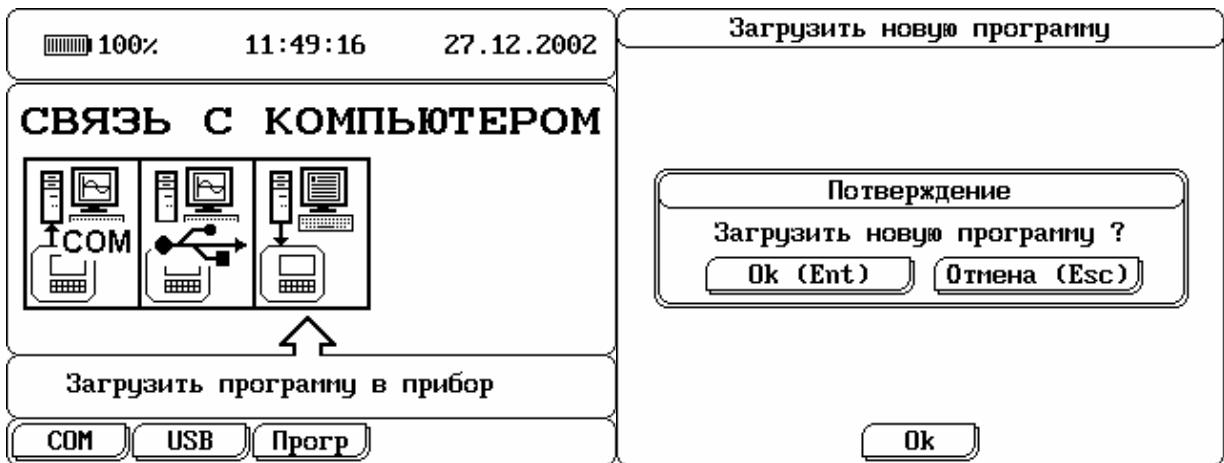 100% 11:49:16 27.12.2002
СВЯЗЬ С КОМПЬЮТЕРОМ
COM
Загрузить программу в прибор
COM USB Прогр
Загрузить новую программу
Потверждение
Загрузить новую программу ?
Ok (Ent) Отмена (Esc)
Ok